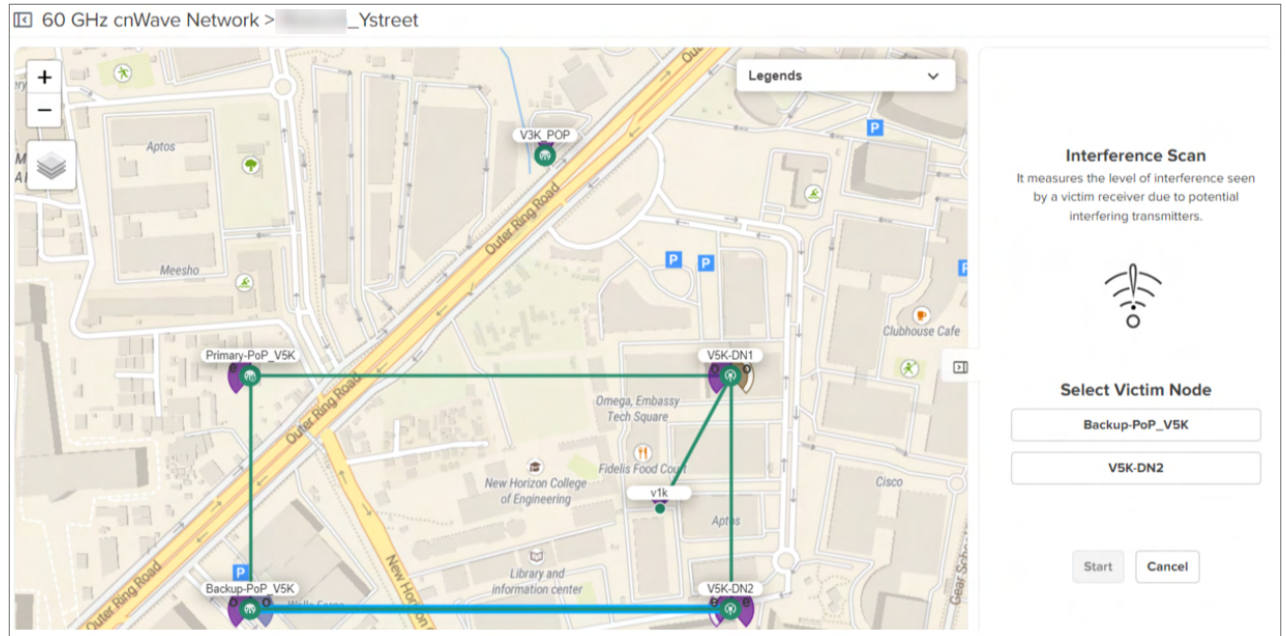 60 GHz cnWave Network > _Ystreet
+
−
Legends
Aptos
V3K_POP
P
Outer Ring Road
Meesho
P
P
Clubhouse Cafe
Primary-PoP_V5K
V5K-DN1
Omega, Embassy
Tech Square
Outer Ring Road
Fidelis Food Court
New Horizon College
of Engineering
v1k
Cisco
Aptos
Library and
information center
P
Backup-PoP_V5K
V5K-DN2
Outer Ring Road
New Horizon
Interference Scan
It measures the level of interference seen
by a victim receiver due to potential
interfering transmitters.
Select Victim Node
Backup-PoP_V5K
V5K-DN2
Start
Cancel